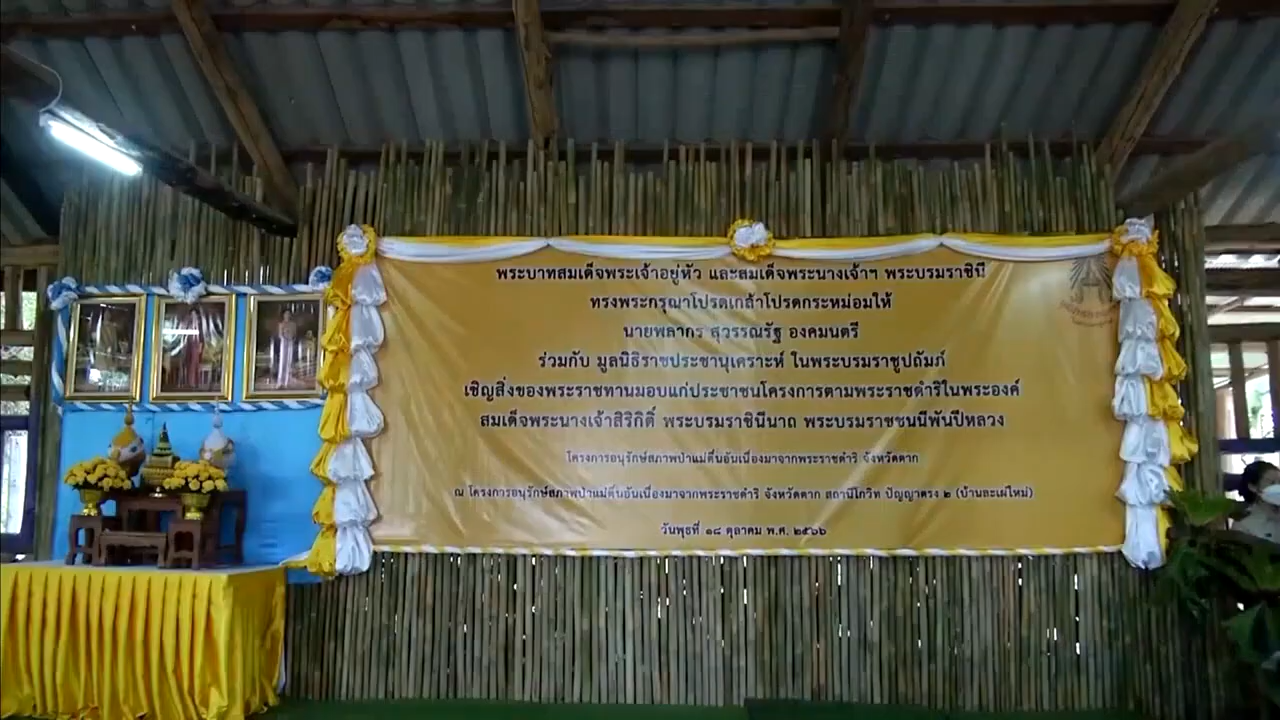 พระบาทสมเด็จพระเจ้าอยู่หัว และสมเด็จพระนางเจ้าฯ พระบรมราชินี
ทรงพระกรุณาโปรดเกล้าโปรดกระหม่อมให้
นายพลากร สุวรรณรัฐ องคมนตรี
ร่วมกับ มูลนิธิราชประชานุเคราะห์ ในพระบรมราชูปถัมภ์
เชิญสิ่งของพระราชทานมอบแก่ประชาชนโครงการตามพระราชดำริในพระองค์
สมเด็จพระนางเจ้าสิริกิติ์ พระบรมราชินีนาถ พระบรมราชชนนีพันปีหลวง
โครงการอนุรักษ์สภาพป่าแม่ตื่นอันเนื่องมาจากพระราชดำริ จังหวัดตาก
ณ โครงการอนุรักษ์สภาพป่าแม่ตื่นอันเนื่องมาจากพระราชดำริ จังหวัดตาก สถานีโกวิท ปัญญาตรง ๒ (บ้านละเผ่ใหม่)
วันพุธที่ ๑๘ ตุลาคม พ.ศ. ๒๕๖๖